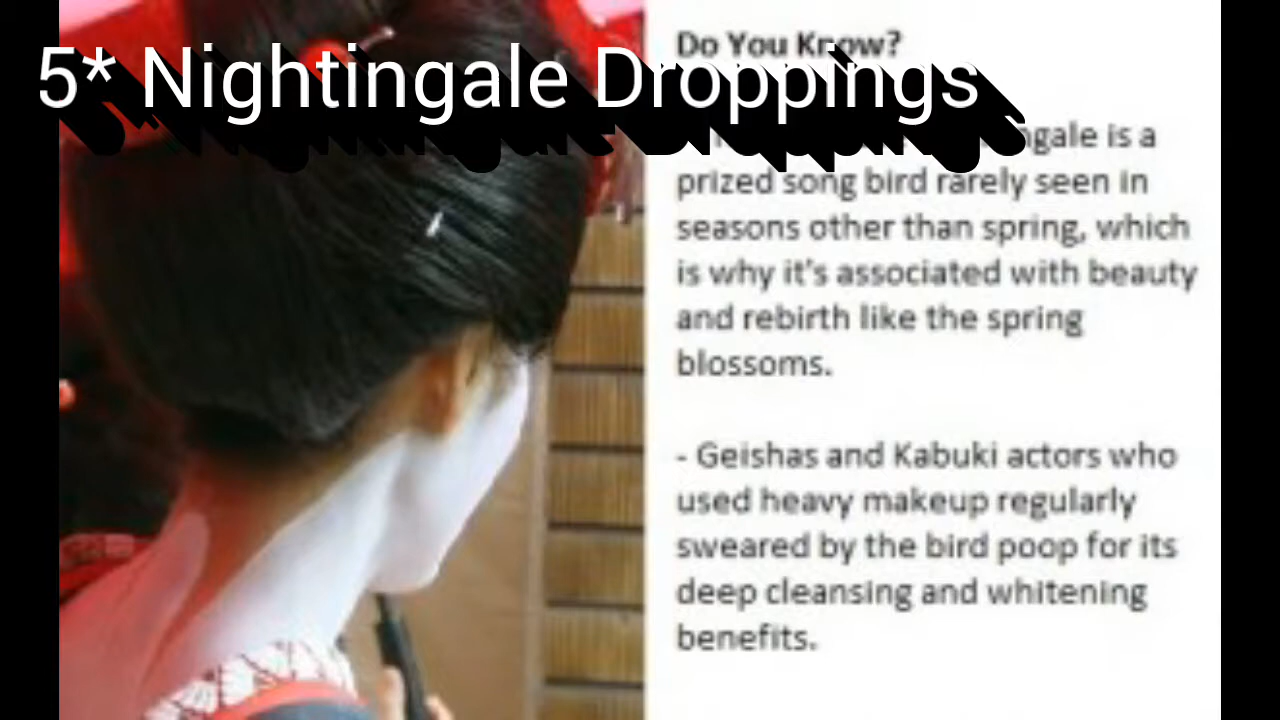 Do You Know?
5* Nightingale Droppings
is a
prized song bird rarely seen in
seasons other than spring, which
is why it's associated with beauty
and rebirth like the spring
blossoms.
- Geishas and Kabuki actors who
used heavy makeup regularly
sweared by the bird poop for its
deep cleansing and whitening
benefits.